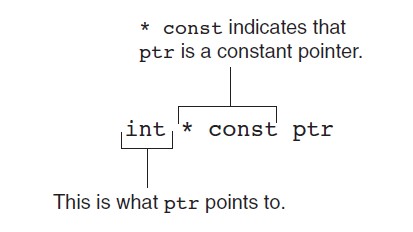 * const indicates that
ptr is a constant pointer.
int * const ptr
This is what ptr points to.